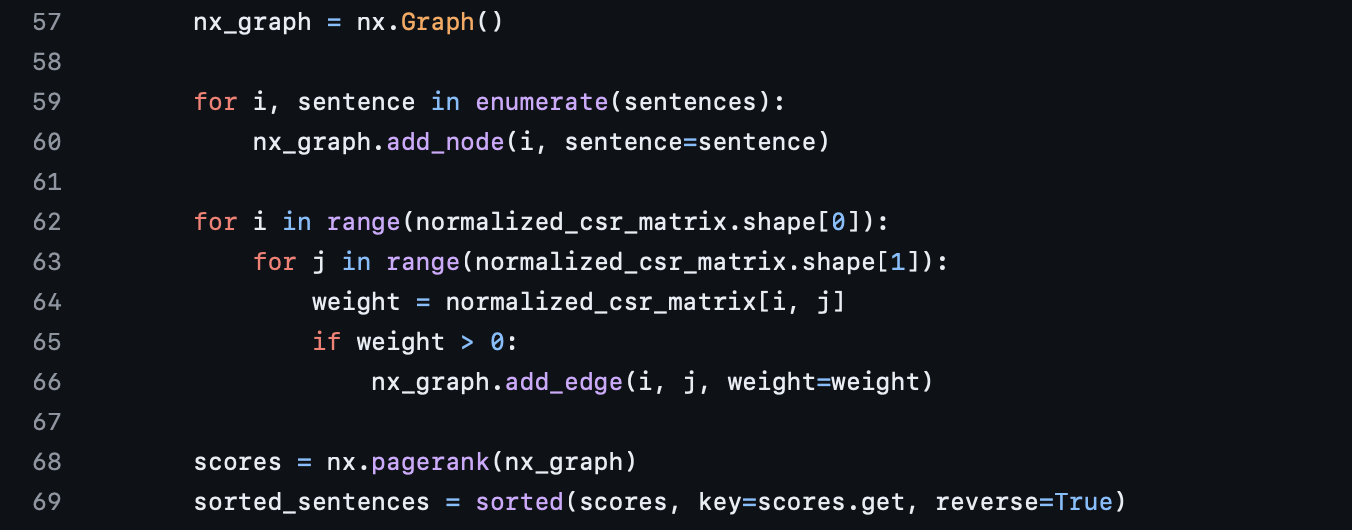 57 nx_graph = nx.Graph()
58
59 for i, sentence in enumerate(sentences):
60 nx_graph.add_node(i, sentence=sentence)
61
62 for i in range(normalized_csr_matrix.shape[0]):
63 for j in range(normalized_csr_matrix.shape[1]):
64 weight = normalized_csr_matrix[i, j]
65 if weight > 0:
66 nx_graph.add_edge(i, j, weight=weight)
67
68 scores = nx.pagerank(nx_graph)
69 sorted_sentences = sorted(scores, key=scores.get, reverse=True)